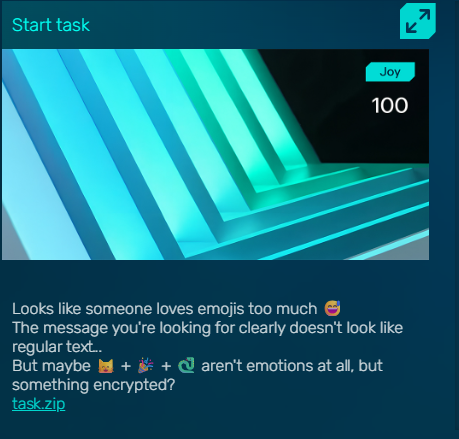 Start task
Joy
100
Looks like someone loves emojis too much 😅
The message you're looking for clearly doesn't look like
regular text...
But maybe 😹 + 🎉 + 🐉 aren't emotions at all, but
something encrypted?
task.zip